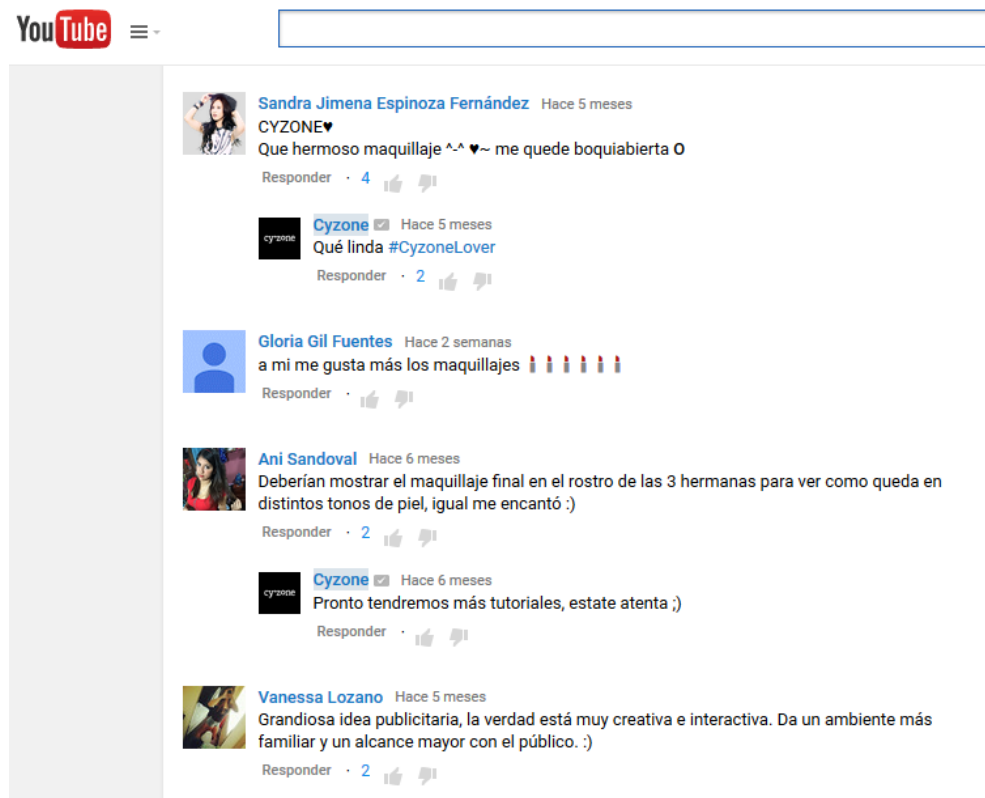 YouTube
Sandra Jimena Espinoza Fernández Hace 5 meses
CYZONE♥
Que hermoso maquillaje ^-^ ♥~ me quede boquiabierta O
Responder · 4
cy°zone
Cyzone Hace 5 meses
Qué linda #CyzoneLover
Responder · 2
Gloria Gil Fuentes Hace 2 semanas
a mi me gusta más los maquillajes 💄💄💄💄💄💄
Responder ·
Ani Sandoval Hace 6 meses
Deberían mostrar el maquillaje final en el rostro de las 3 hermanas para ver como queda en
distintos tonos de piel, igual me encantó :)
Responder · 2
cy°zone
Cyzone Hace 6 meses
Pronto tendremos más tutoriales, estate atenta ;)
Responder ·
Vanessa Lozano Hace 5 meses
Grandiosa idea publicitaria, la verdad está muy creativa e interactiva. Da un ambiente más
familiar y un alcance mayor con el público. :)
Responder · 2